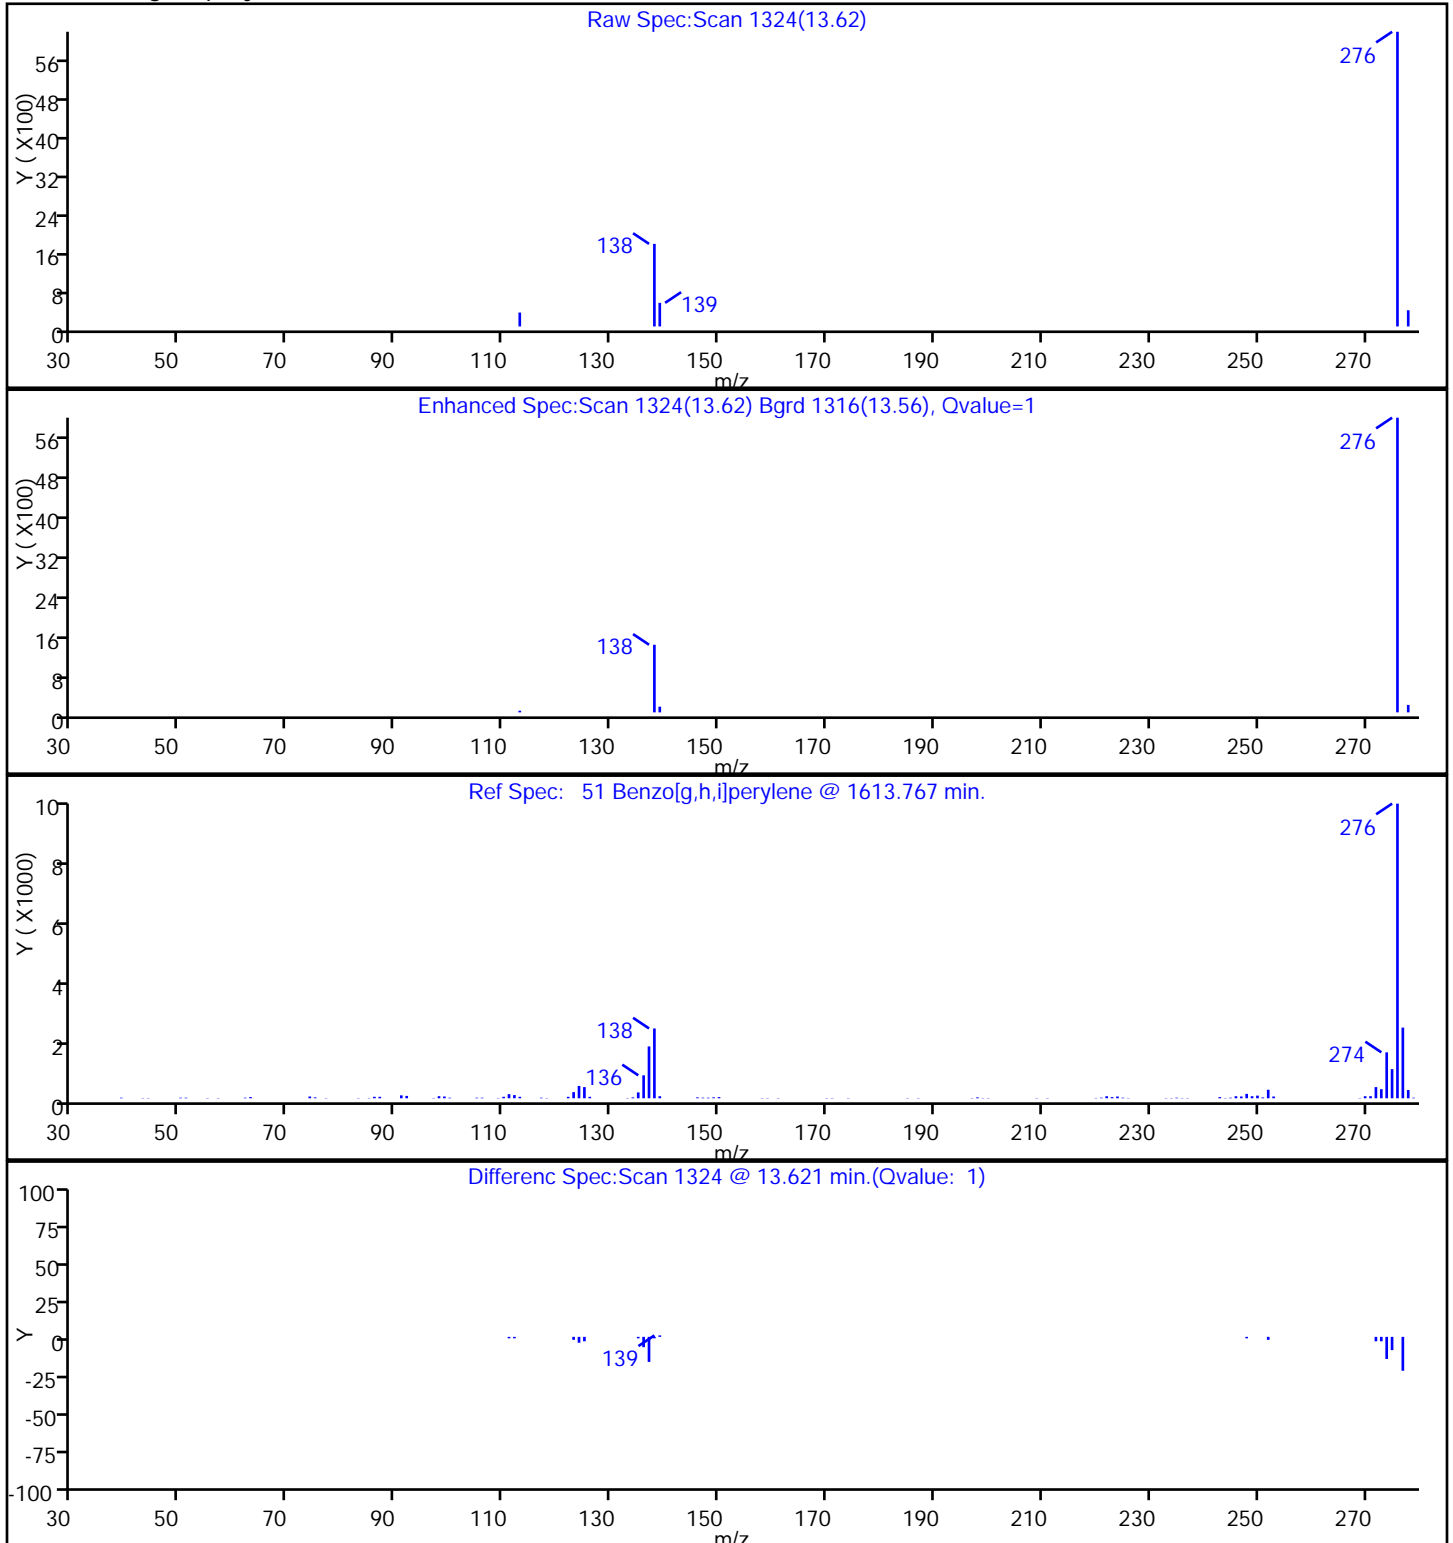 Raw Spec:Scan 1324(13.62)
Y ( X100)
56
48
40
32
24
16
8
0
276
138
139
30 50 70 90 110 130 150 170 190 210 230 250 270
m/z
Enhanced Spec:Scan 1324(13.62) Bgrd 1316(13.56), Qvalue=1
Y ( X100)
56
48
40
32
24
16
8
0
276
138
30 50 70 90 110 130 150 170 190 210 230 250 270
m/z
Ref Spec: 51 Benzo[g,h,i]perylene @ 1613.767 min.
Y ( X1000)
10
8
6
4
2
0
276
138
274
136
30 50 70 90 110 130 150 170 190 210 230 250 270
m/z
Differenc Spec:Scan 1324 @ 13.621 min.(Qvalue: 1)
Y
100
75
50
25
0
-25
-50
-75
-100
139
30 50 70 90 110 130 150 170 190 210 230 250 270
m/z